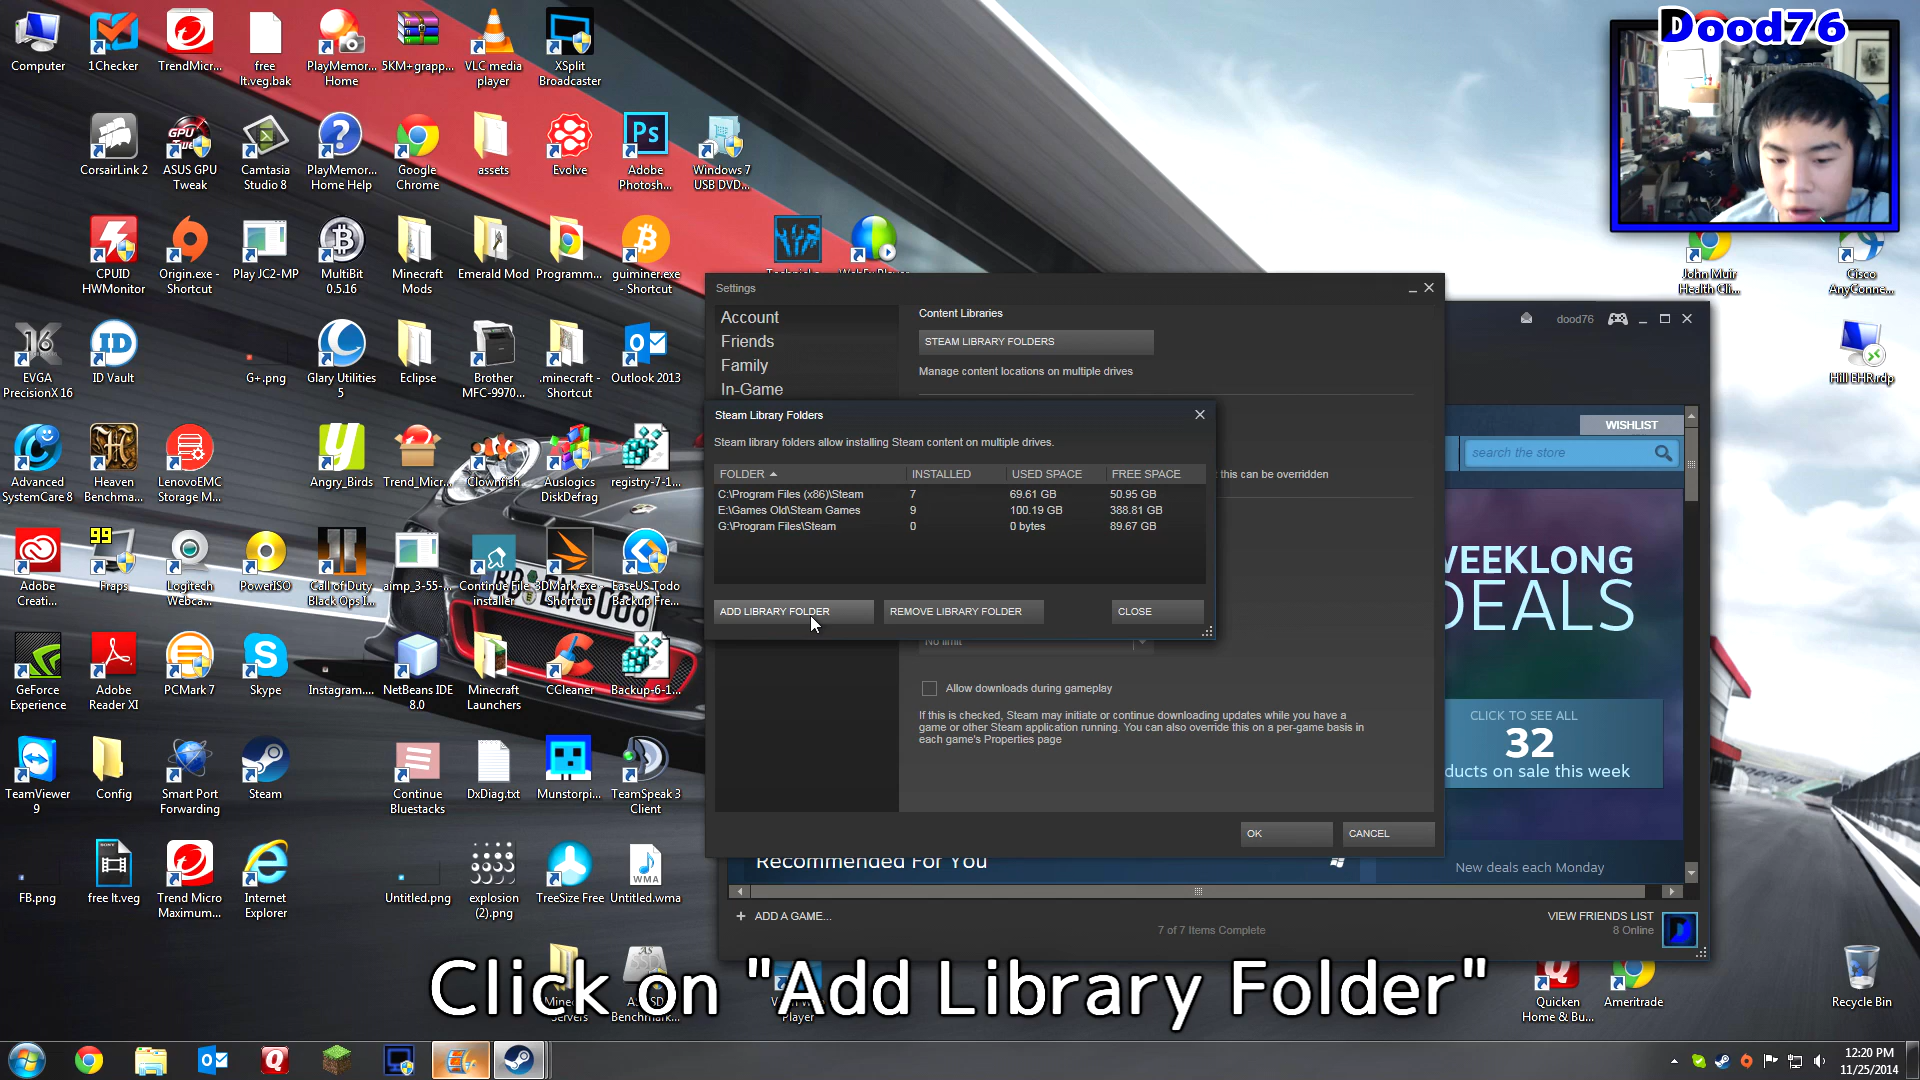 Dood76
Computer
1Checker
TrendMicr...
free
lt.veg.bak
PlayMemor...
Home
5KM+grapp...
VLC media
player
XSplit
Broadcaster
CorsairLink 2
ASUS GPU
Tweak
Camtasia
Studio 8
PlayMemor...
Home Help
Google
Chrome
assets
Evolve
Adobe
Photosh...
Windows 7
USB DVD...
CPUID
HWMonitor
Origin.exe -
Shortcut
Play JC2-MP
MultiBit
0.5.16
Minecraft
Mods
Emerald Mod
Programm...
guiminer.exe
- Shortcut
John Muir
Health Cli...
Cisco
AnyConne...
EVGA
PrecisionX 16
ID Vault
G+.png
Glary Utilities
5
Eclipse
Brother
MFC-9970...
.minecraft -
Shortcut
Outlook 2013
Hill EHR.rdp
Advanced
SystemCare 8
Heaven
Benchma...
LenovoEMC
Storage M...
Angry_Birds
Trend_Micr...
Clownfish
Auslogics
DiskDefrag
registry-7-1...
Adobe
Creati...
Fraps
Logitech
Webca...
PowerISO
Call of Duty
Black Ops I...
aimp_3-55-...
Continue File
installer
3DMark.exe -
Shortcut
EaseUS Todo
Backup Fre...
GeForce
Experience
Adobe
Reader XI
PCMark 7
Skype
Instagram....
NetBeans IDE
8.0
Minecraft
Launchers
CCleaner
Backup-6-1...
TeamViewer
9
Config
Smart Port
Forwarding
Steam
Continue
Bluestacks
DxDiag.txt
Munstorpi...
TeamSpeak 3
Client
FB.png
free lt.veg
Trend Micro
Maximum...
Internet
Explorer
Untitled.png
explosion
(2).png
TreeSize Free
Untitled.wma
Settings
Account
Friends
Family
In-Game
Content Libraries
STEAM LIBRARY FOLDERS
Manage content locations on multiple drives
this can be overridden
Steam Library Folders
Steam library folders allow installing Steam content on multiple drives.
FOLDER INSTALLED USED SPACE FREE SPACE
C:\Program Files (x86)\Steam 7 69.61 GB 50.95 GB
E:\Games Old\Steam Games 9 100.19 GB 388.81 GB
G:\Program Files\Steam 0 0 bytes 89.67 GB
ADD LIBRARY FOLDER
REMOVE LIBRARY FOLDER
CLOSE
No limit
Allow downloads during gameplay
If this is checked, Steam may initiate or continue downloading updates while you have a
game or other Steam application running. You can also override this on a per-game basis in
each game's Properties page
OK
CANCEL
dood76
WISHLIST
search the store
WEEKLONG
DEALS
CLICK TO SEE ALL
32
ducts on sale this week
Recommended For You
New deals each Monday
ADD A GAME...
7 of 7 Items Complete
VIEW FRIENDS LIST
8 Online
Click on "Add Library Folder"
Servers
Benchmark...
Player
Quicken
Home & Bu...
Ameritrade
Recycle Bin
12:20 PM
11/25/2014